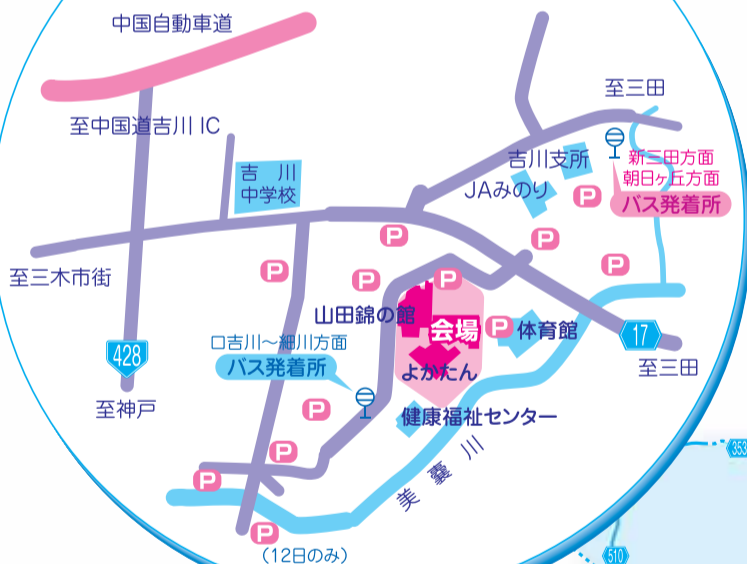 中国自動車道
至中国道吉川IC
至三田
吉川
中学校
吉川支所
JAみのり
新三田方面
朝日ヶ丘方面
バス発着所
P
P
P
P
至三木市街
P
P
P
山田錦の館
会場
P
体育館
17
口吉川～細川方面
バス発着所
428
よかたん
至三田
至神戸
P
健康福祉センター
P
美嚢川
353
P
P
(12日のみ)
510